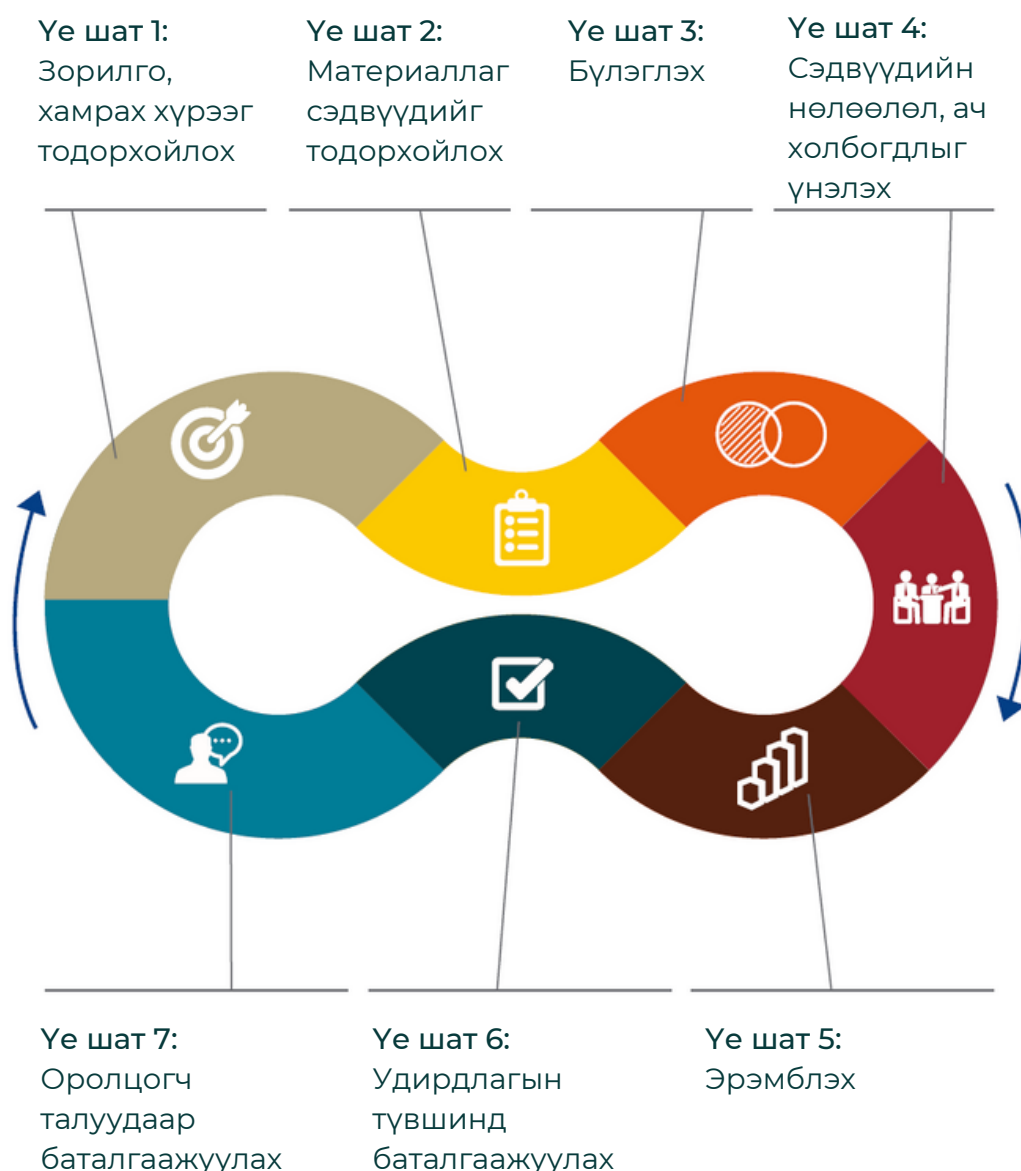 Үе шат 1:
Зорилго,
хамрах хүрээг
тодорхойлох
Үе шат 2:
Материаллаг
сэдвүүдийг
тодорхойлох
Үе шат 3:
Бүлэглэх
Үе шат 4:
Сэдвүүдийн
нөлөөлөл, ач
холбогдлыг
үнэлэх
Үе шат 7:
Оролцогч
талуудаар
баталгаажуулах
Үе шат 6:
Удирдлагын
түвшинд
баталгаажуулах
Үе шат 5:
Эрэмблэх